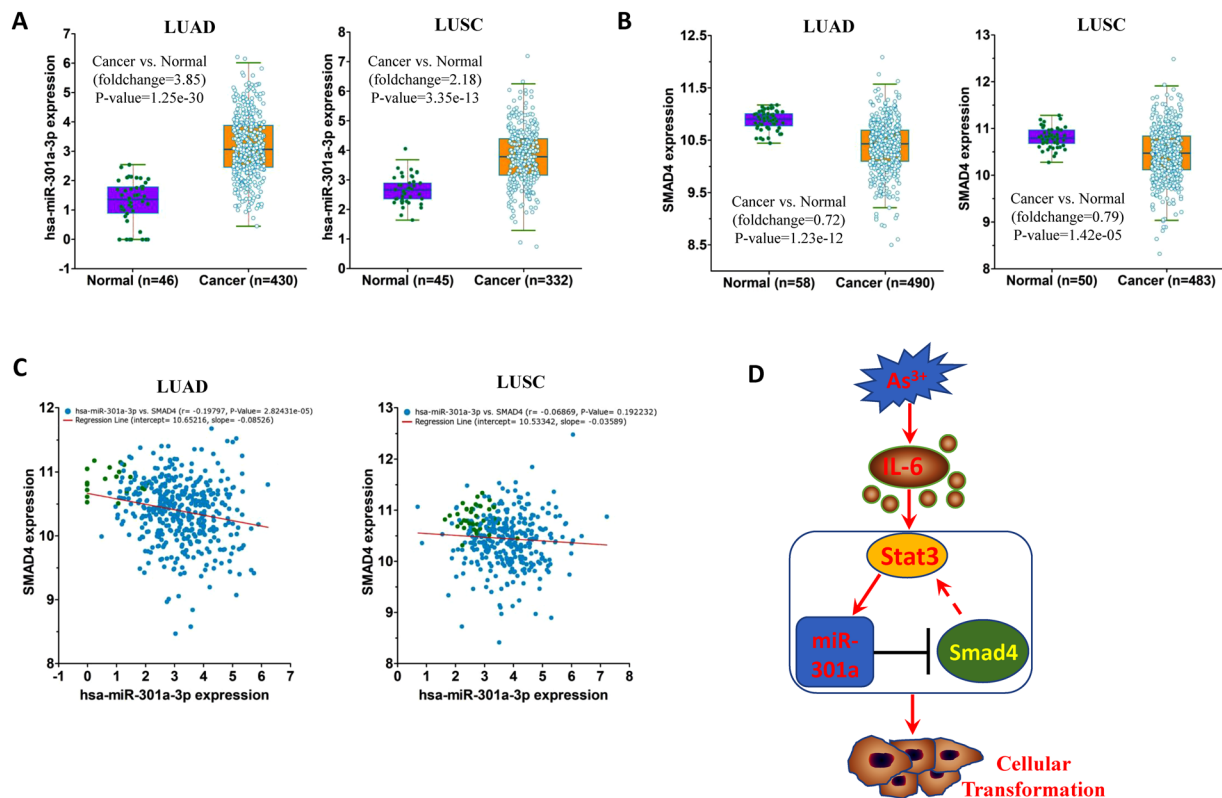 A
LUAD
hsa-miR-301a-3p expression
7
6
5
4
3
2
1
0
-1
Cancer vs. Normal
(foldchange=3.85)
P-value=1.25e-30
Normal (n=46)
Cancer (n=430)
LUSC
hsa-miR-301a-3p expression
8
7
6
5
4
3
2
1
0
Cancer vs. Normal
(foldchange=2.18)
P-value=3.35e-13
Normal (n=45)
Cancer (n=332)
B
LUAD
SMAD4 expression
12.5
11.5
10.5
9.5
8.5
Cancer vs. Normal
(foldchange=0.72)
P-value=1.23e-12
Normal (n=58)
Cancer (n=490)
LUSC
SMAD4 expression
13
12
11
10
9
8
Cancer vs. Normal
(foldchange=0.79)
P-value=1.42e-05
Normal (n=50)
Cancer (n=483)
C
LUAD
hsa-miR-301a-3p vs. SMAD4 (r= -0.19797, P-Value= 2.82431e-05)
Regression Line (intercept= 10.65216, slope= -0.08526)
SMAD4 expression
12
11
10
9
8
-1 0 1 2 3 4 5 6 7
hsa-miR-301a-3p expression
LUSC
hsa-miR-301a-3p vs. SMAD4 (r= -0.06869, P-Value= 0.192232)
Regression Line (intercept= 10.53342, slope= -0.03589)
SMAD4 expression
13
12
11
10
9
8
0 1 2 3 4 5 6 7 8
hsa-miR-301a-3p expression
D
As³⁺
IL-6
Stat3
miR-
301a
Smad4
Cellular
Transformation